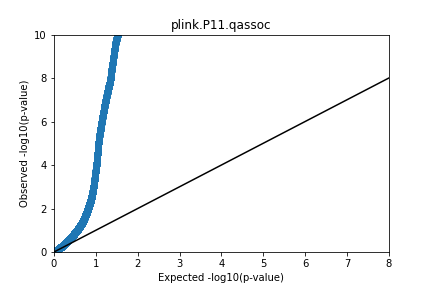 plink.P11.qassoc
Observed -log10(p-value)
10
8
6
4
2
0
0 1 2 3 4 5 6 7 8
Expected -log10(p-value)